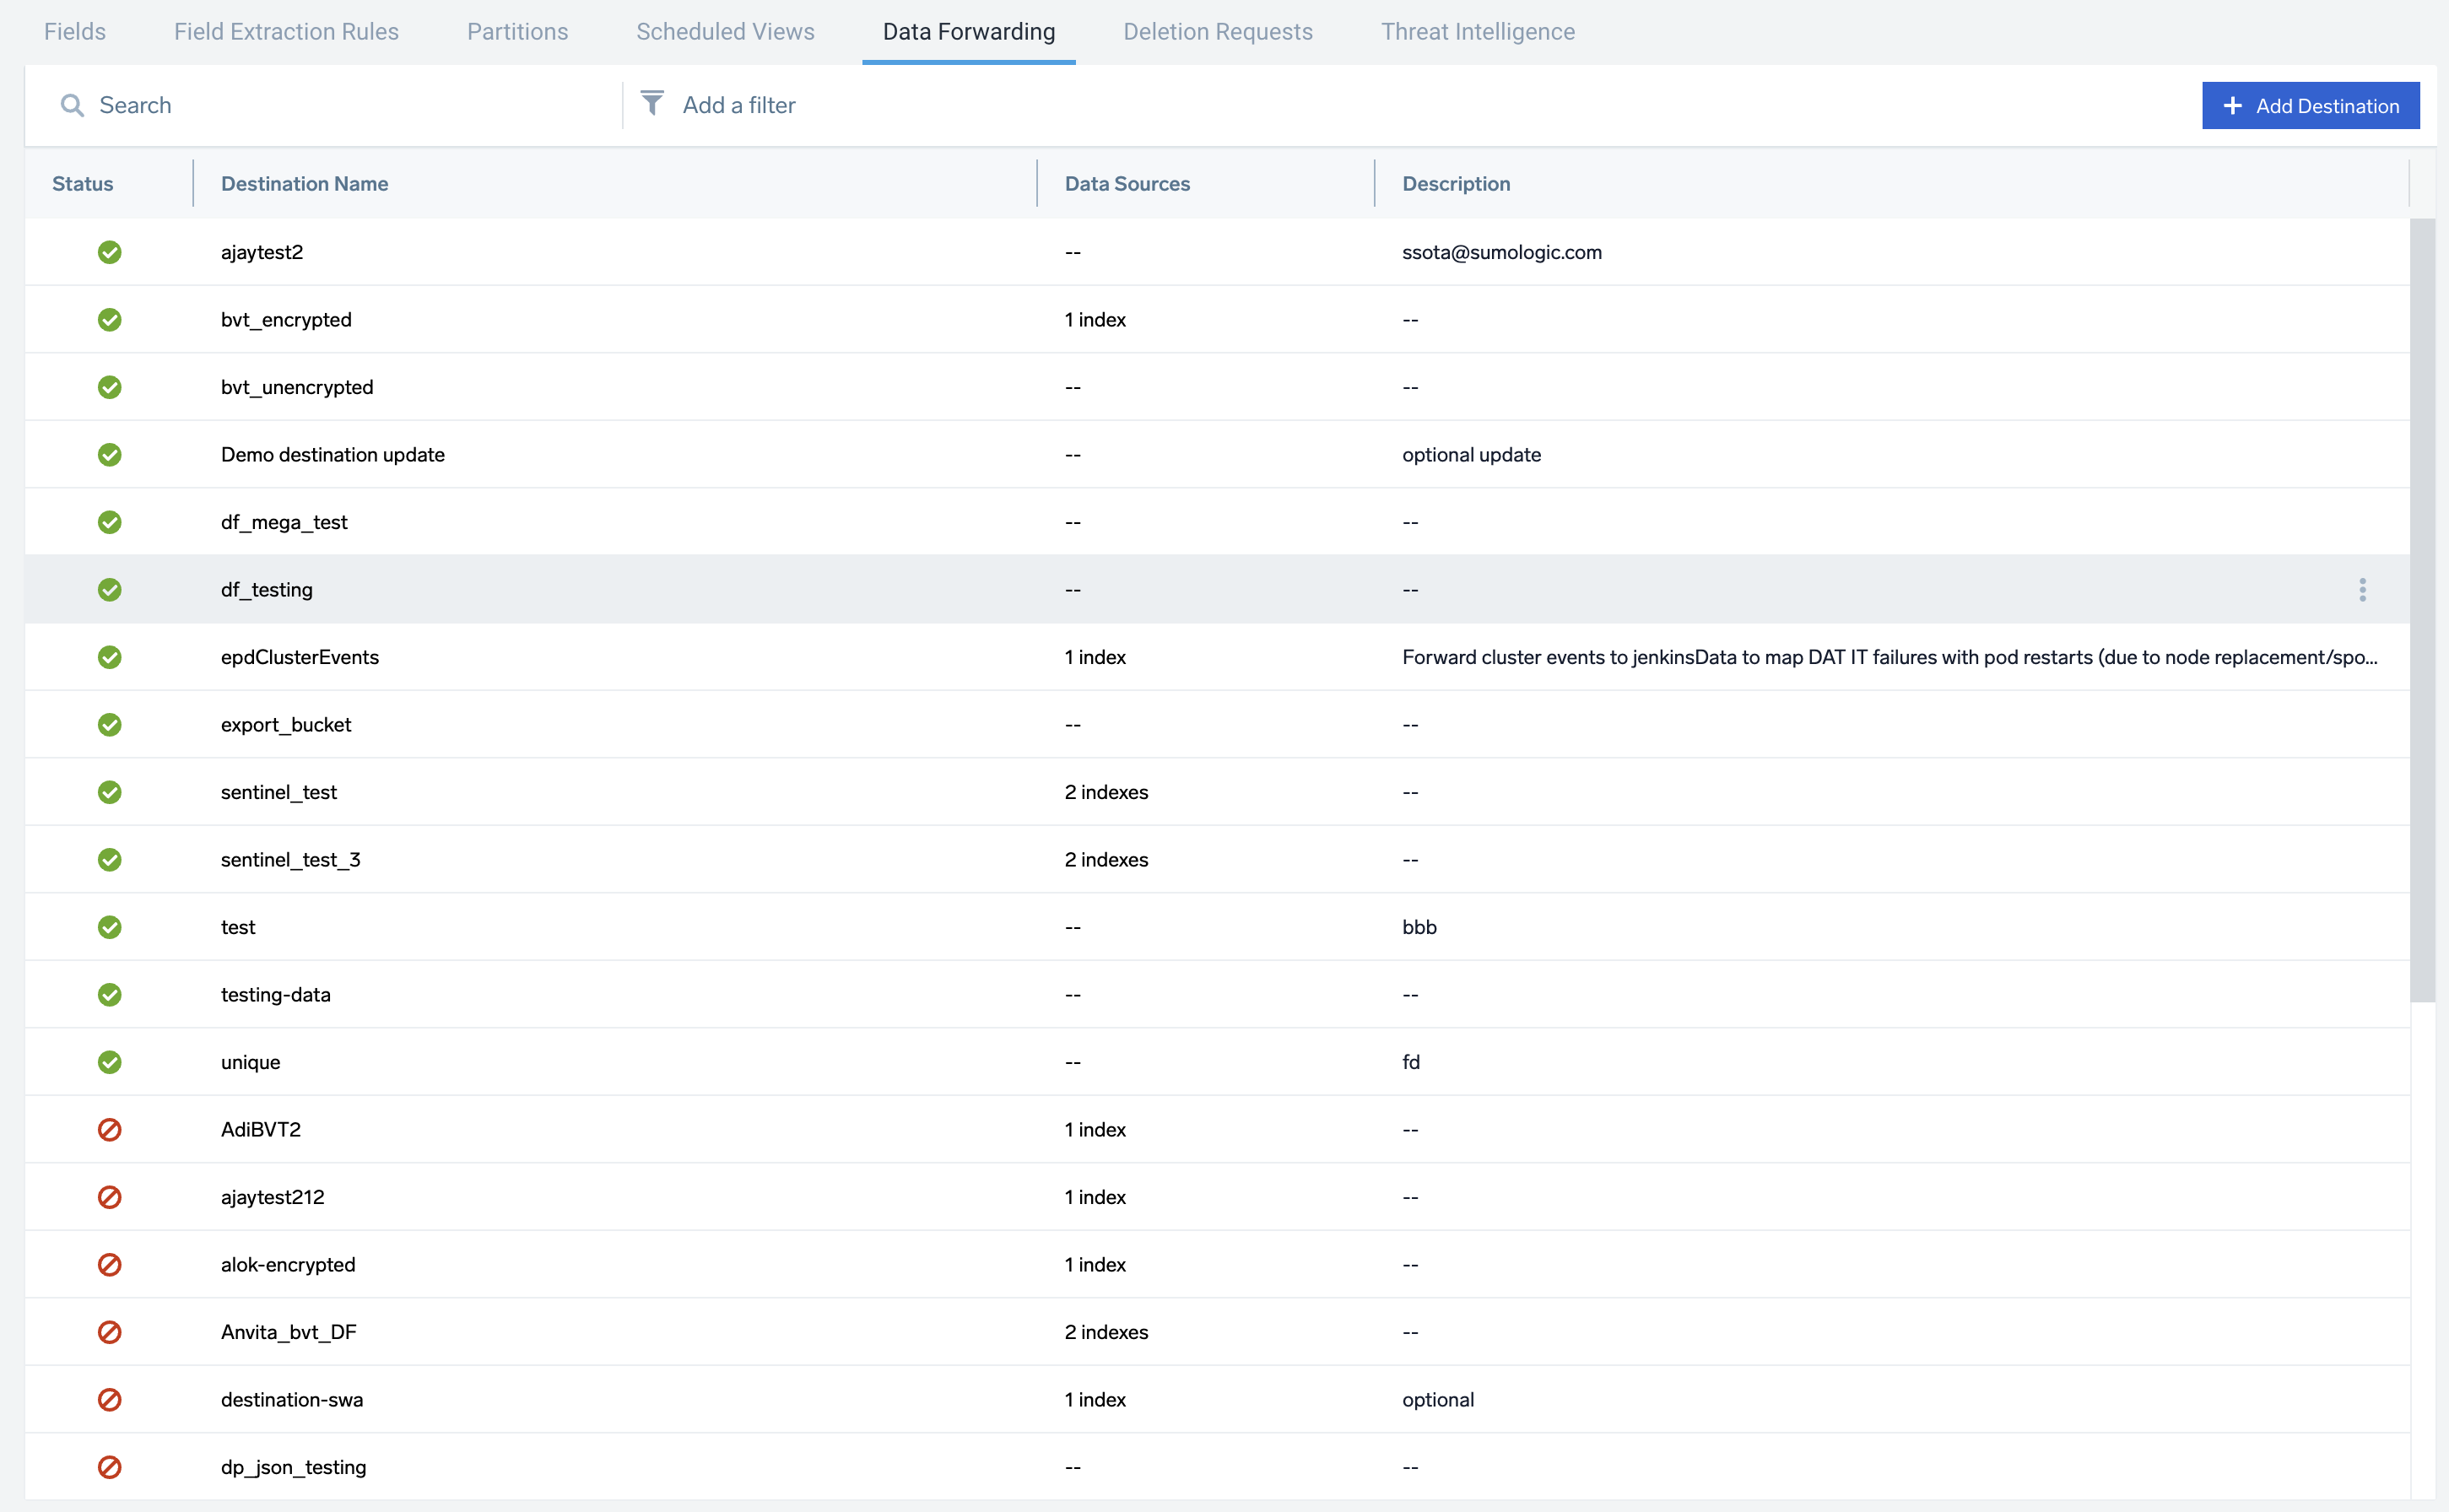 Fields Field Extraction Rules Partitions Scheduled Views Data Forwarding Deletion Requests Threat Intelligence
Search Add a filter + Add Destination
Status Destination Name Data Sources Description
ajaytest2 -- ssota@sumologic.com
bvt_encrypted 1 index --
bvt_unencrypted -- --
Demo destination update -- optional update
df_mega_test -- --
df_testing -- --
epdClusterEvents 1 index Forward cluster events to jenkinsData to map DAT IT failures with pod restarts (due to node replacement/spo...
export_bucket -- --
sentinel_test 2 indexes --
sentinel_test_3 2 indexes --
test -- bbb
testing-data -- --
unique -- fd
AdiBVT2 1 index --
ajaytest212 1 index --
alok-encrypted 1 index --
Anvita_bvt_DF 2 indexes --
destination-swa 1 index optional
dp_json_testing -- --